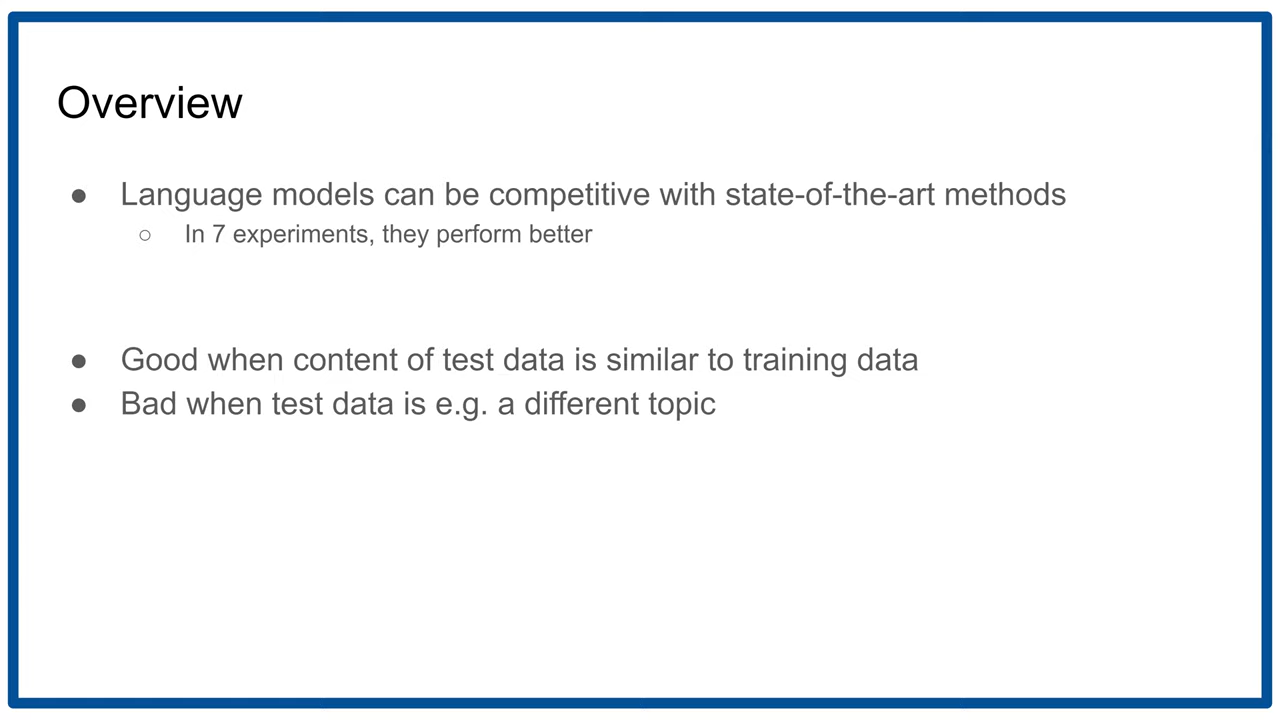 Overview
● Language models can be competitive with state-of-the-art methods
○ In 7 experiments, they perform better
● Good when content of test data is similar to training data
● Bad when test data is e.g. a different topic